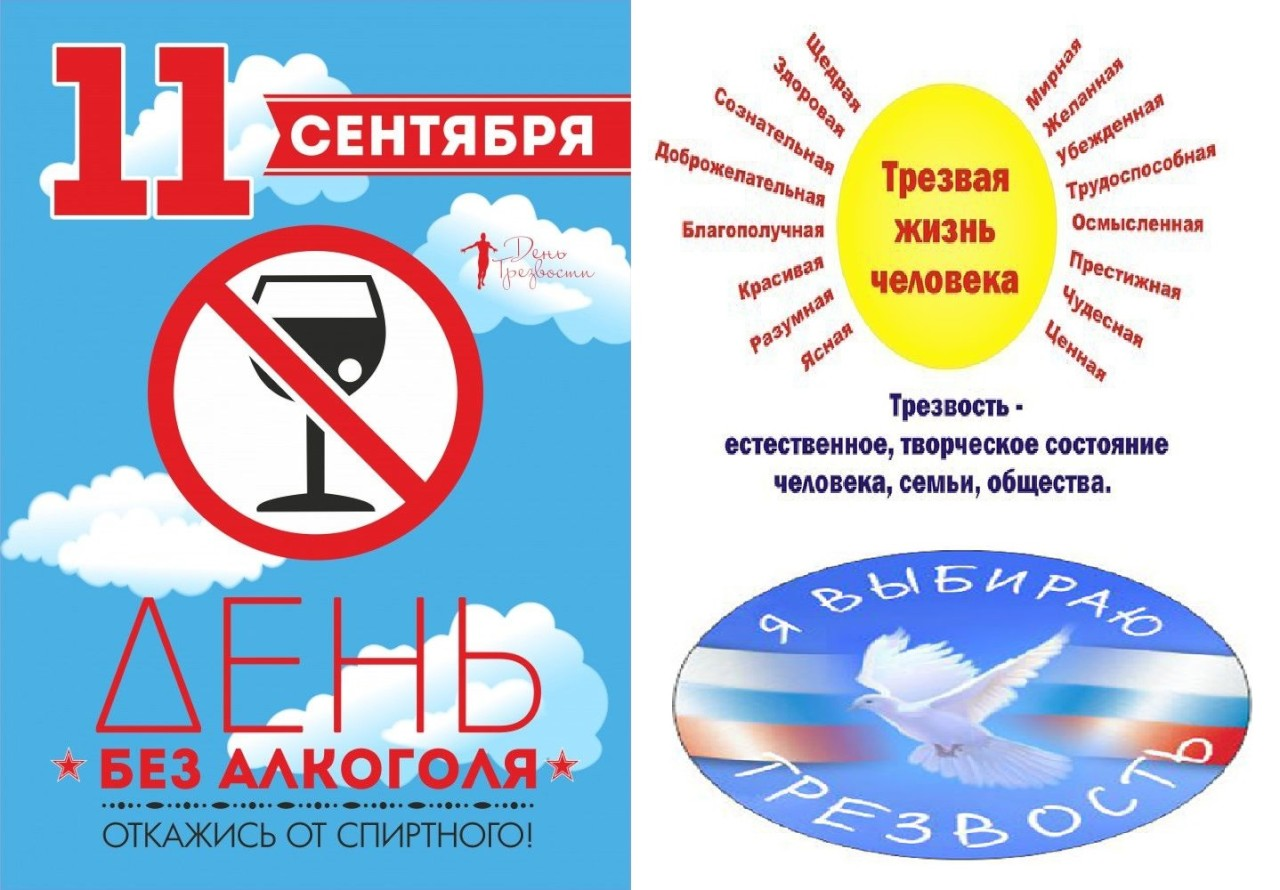 11
СЕНТЯБРЯ
День
Трезвости
ДЕНЬ
БЕЗ АЛКОГОЛЯ
ОТКАЖИСЬ ОТ СПИРТНОГО!
Щедрая
Здоровая
Сознательная
Доброжелательная
Благополучная
Красивая
Разумная
Ясная
Трезвая
жизнь
человека
Мирная
Желанная
Убежденная
Трудоспособная
Осмысленная
Престижная
Чудесная
Ценная
Трезвость -
естественное, творческое состояние
человека, семьи, общества.
Я ВЫБИРАЮ
ТРЕЗВОСТЬ